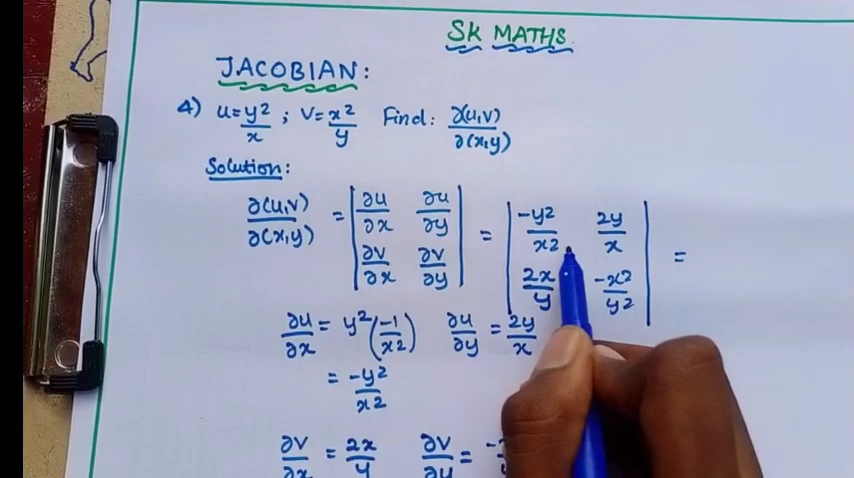 SK MATHS.
JACOBIAN:
4) u=y²/x ; v=x²/y Find: ∂(u,v)/∂(x,y)
Solution:
∂(u,v)/∂(x,y) = |∂u/∂x ∂u/∂y; ∂v/∂x ∂v/∂y| = |-y²/x² 2y/x; 2x/y -x²/y²| =
∂u/∂x = y²(-1/x²) ∂u/∂y = 2y/x
= -y²/x²
∂v/∂x = 2x/y ∂v/∂y =